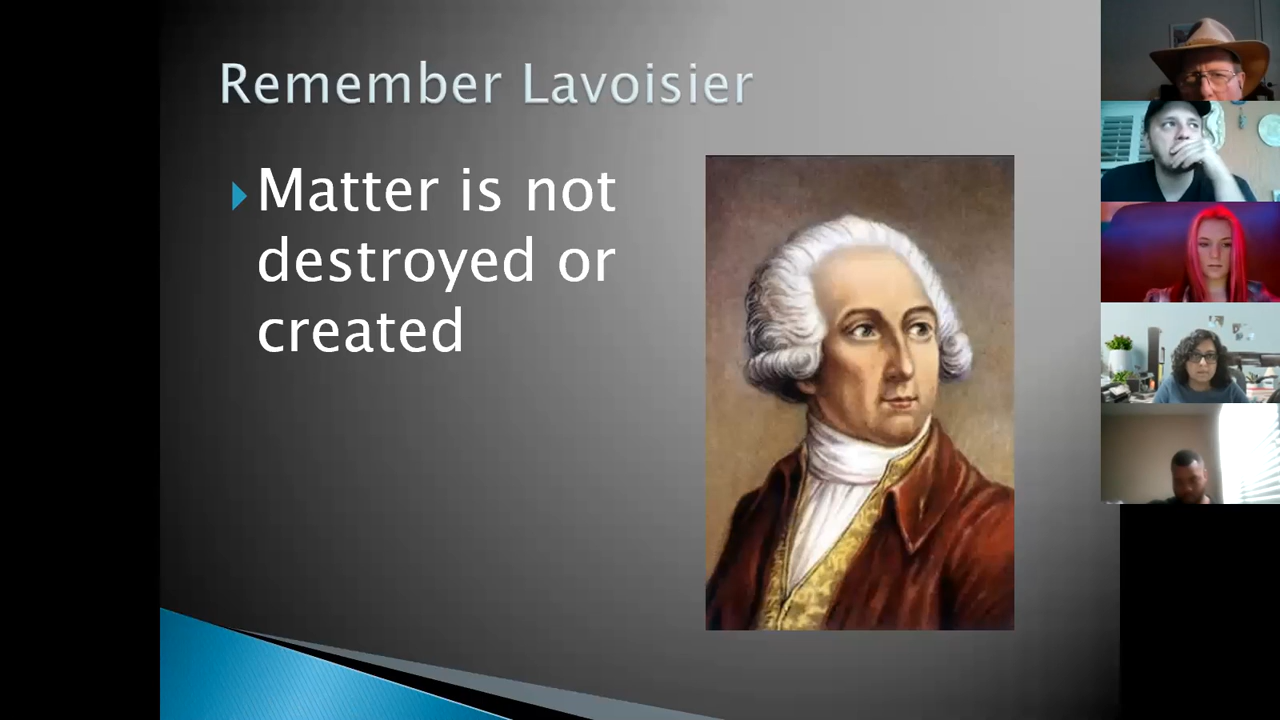 Remember Lavoisier
Matter is not
destroyed or
created